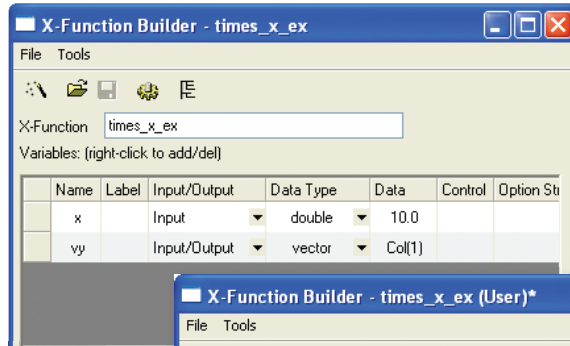 X-Function Builder - times_x_ex
File Tools
X-Function times_x_ex
Variables: (right-click to add/del)
Name Label Input/Output Data Type Data Control Option Str
x Input double 10.0
vy Input/Output vector Col(1)
X-Function Builder - times_x_ex (User)*
File Tools